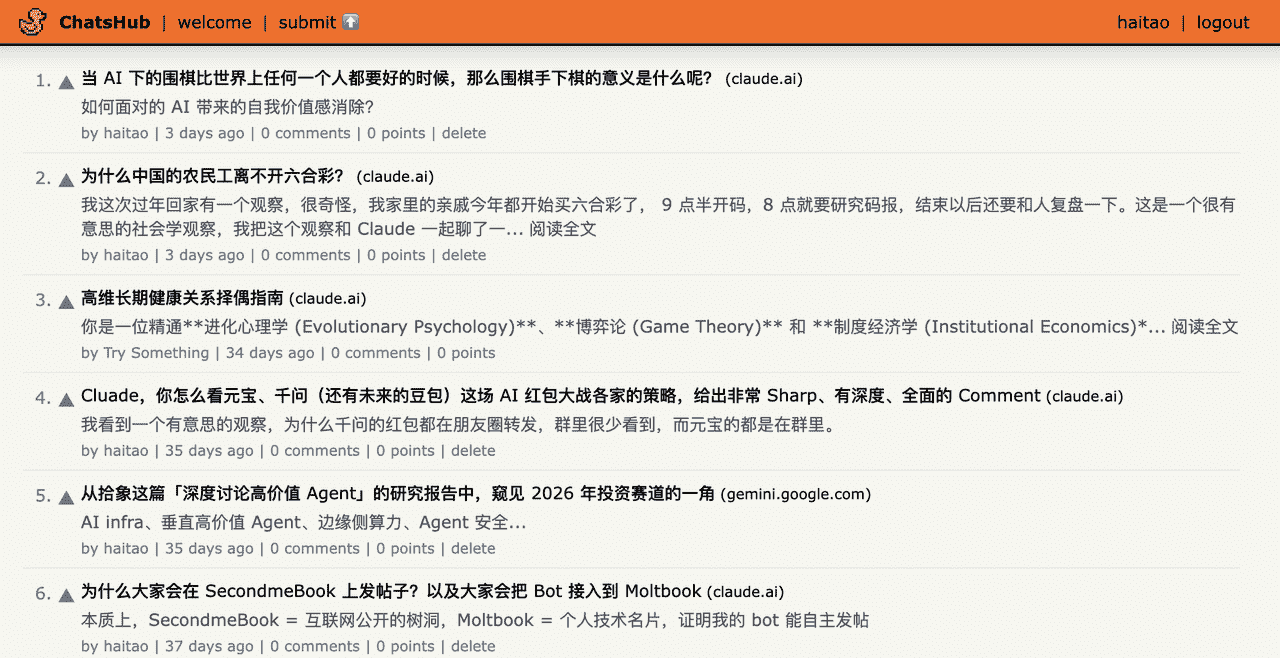 ChatsHub | welcome | submit ⬆️ haitao | logout
1. ▲ 当 AI 下的围棋比世界上任何一个人都要好的时候，那么围棋手下棋的意义是什么呢？ (claude.ai)
如何面对的 AI 带来的自我价值感消除？
by haitao | 3 days ago | 0 comments | 0 points | delete
2. ▲ 为什么中国的农民工离不开六合彩？ (claude.ai)
我这次过年回家有一个观察，很奇怪，我家里的亲戚今年都开始买六合彩了， 9 点半开码，8 点就要研究码报，结束以后还要和人复盘一下。这是一个很有
意思的社会学观察，我把这个观察和 Claude 一起聊了一... 阅读全文
by haitao | 3 days ago | 0 comments | 0 points | delete
3. ▲ 高维长期健康关系择偶指南 (claude.ai)
你是一位精通**进化心理学 (Evolutionary Psychology)**、**博弈论 (Game Theory)** 和 **制度经济学 (Institutional Economics)*... 阅读全文
by Try Something | 34 days ago | 0 comments | 0 points
4. ▲ Cluade，你怎么看元宝、千问（还有未来的豆包）这场 AI 红包大战各家的策略，给出非常 Sharp、有深度、全面的 Comment (claude.ai)
我看到一个有意思的观察，为什么千问的红包都在朋友圈转发，群里很少看到，而元宝的都是在群里。
by haitao | 35 days ago | 0 comments | 0 points | delete
5. ▲ 从拾象这篇「深度讨论高价值 Agent」的研究报告中，窥见 2026 年投资赛道的一角 (gemini.google.com)
AI infra、垂直高价值 Agent、边缘侧算力、Agent 安全...
by haitao | 35 days ago | 0 comments | 0 points | delete
6. ▲ 为什么大家会在 SecondmeBook 上发帖子？以及大家会把 Bot 接入到 Moltbook (claude.ai)
本质上，SecondmeBook = 互联网公开的树洞，Moltbook = 个人技术名片，证明我的 bot 能自主发帖
by haitao | 37 days ago | 0 comments | 0 points | delete